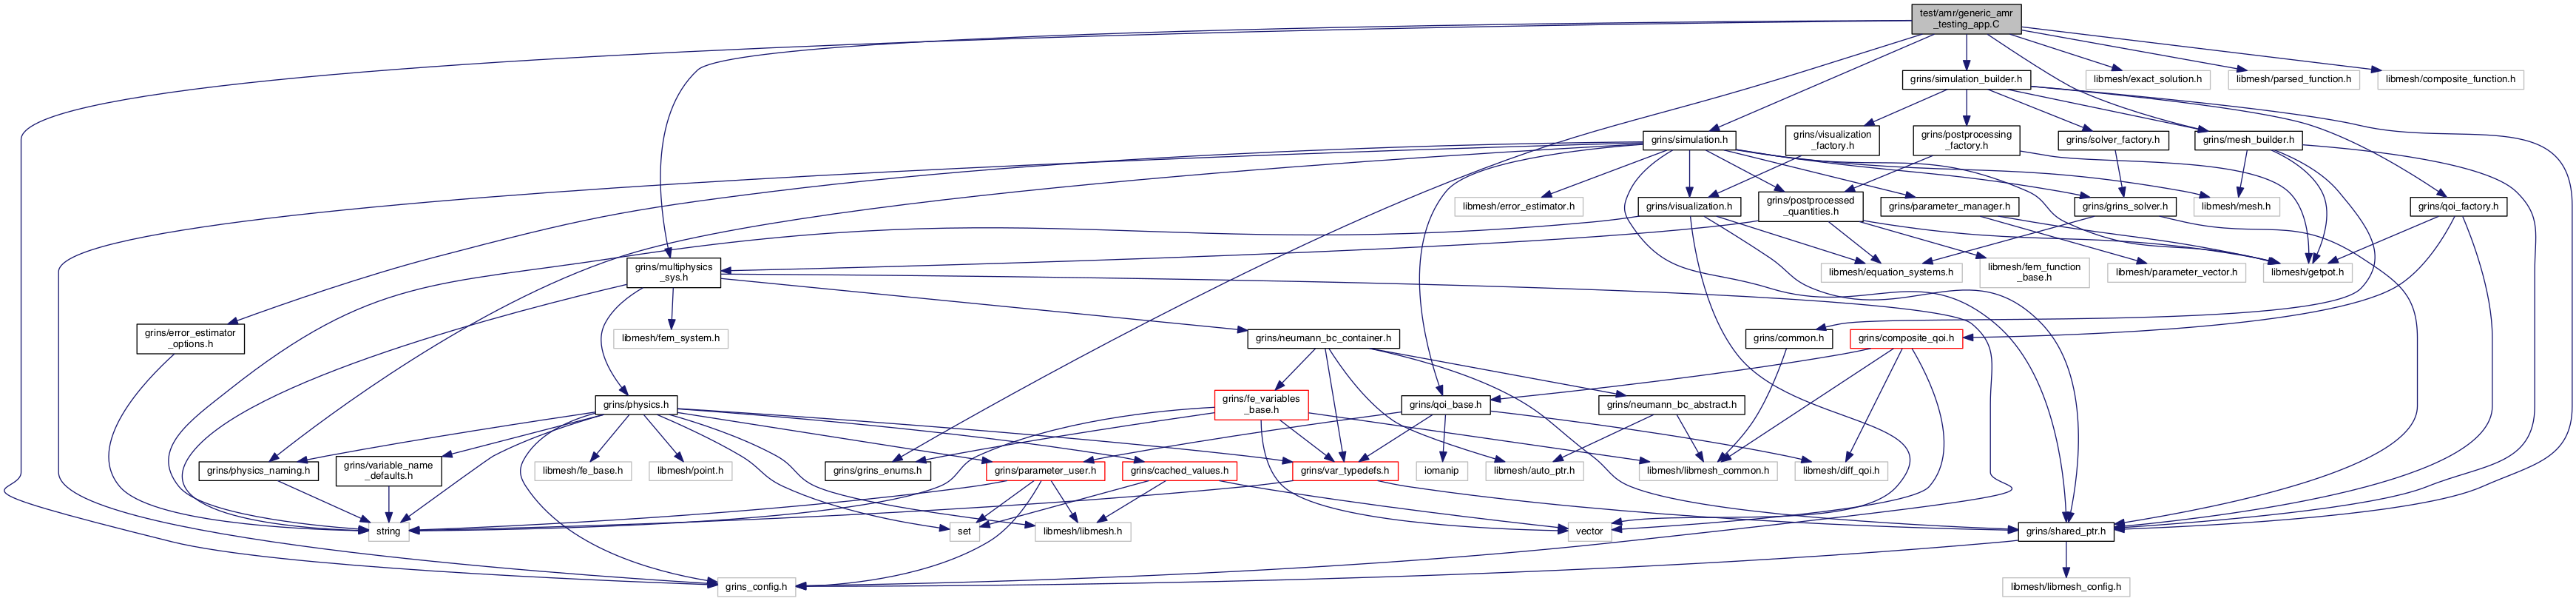 test/amr/generic_amr
_testing_app.C
grins/simulation_builder.h
libmesh/exact_solution.h
libmesh/parsed_function.h
libmesh/composite_function.h
grins/simulation.h
grins/visualization
_factory.h
grins/postprocessing
_factory.h
grins/solver_factory.h
grins/mesh_builder.h
libmesh/error_estimator.h
grins/visualization.h
grins/postprocessed
_quantities.h
grins/parameter_manager.h
grins/grins_solver.h
libmesh/mesh.h
grins/qoi_factory.h
grins/multiphysics
_sys.h
libmesh/equation_systems.h
libmesh/fem_function
_base.h
libmesh/parameter_vector.h
libmesh/getpot.h
grins/error_estimator
_options.h
libmesh/fem_system.h
grins/neumann_bc_container.h
grins/common.h
grins/composite_qoi.h
grins/physics.h
grins/fe_variables
_base.h
grins/qoi_base.h
grins/neumann_bc_abstract.h
grins/physics_naming.h
grins/variable_name
_defaults.h
libmesh/fe_base.h
libmesh/point.h
grins/grins_enums.h
grins/parameter_user.h
grins/cached_values.h
grins/var_typedefs.h
iomanip
libmesh/auto_ptr.h
libmesh/libmesh_common.h
libmesh/diff_qoi.h
string
set
libmesh/libmesh.h
vector
grins/shared_ptr.h
grins_config.h
libmesh/libmesh_config.h